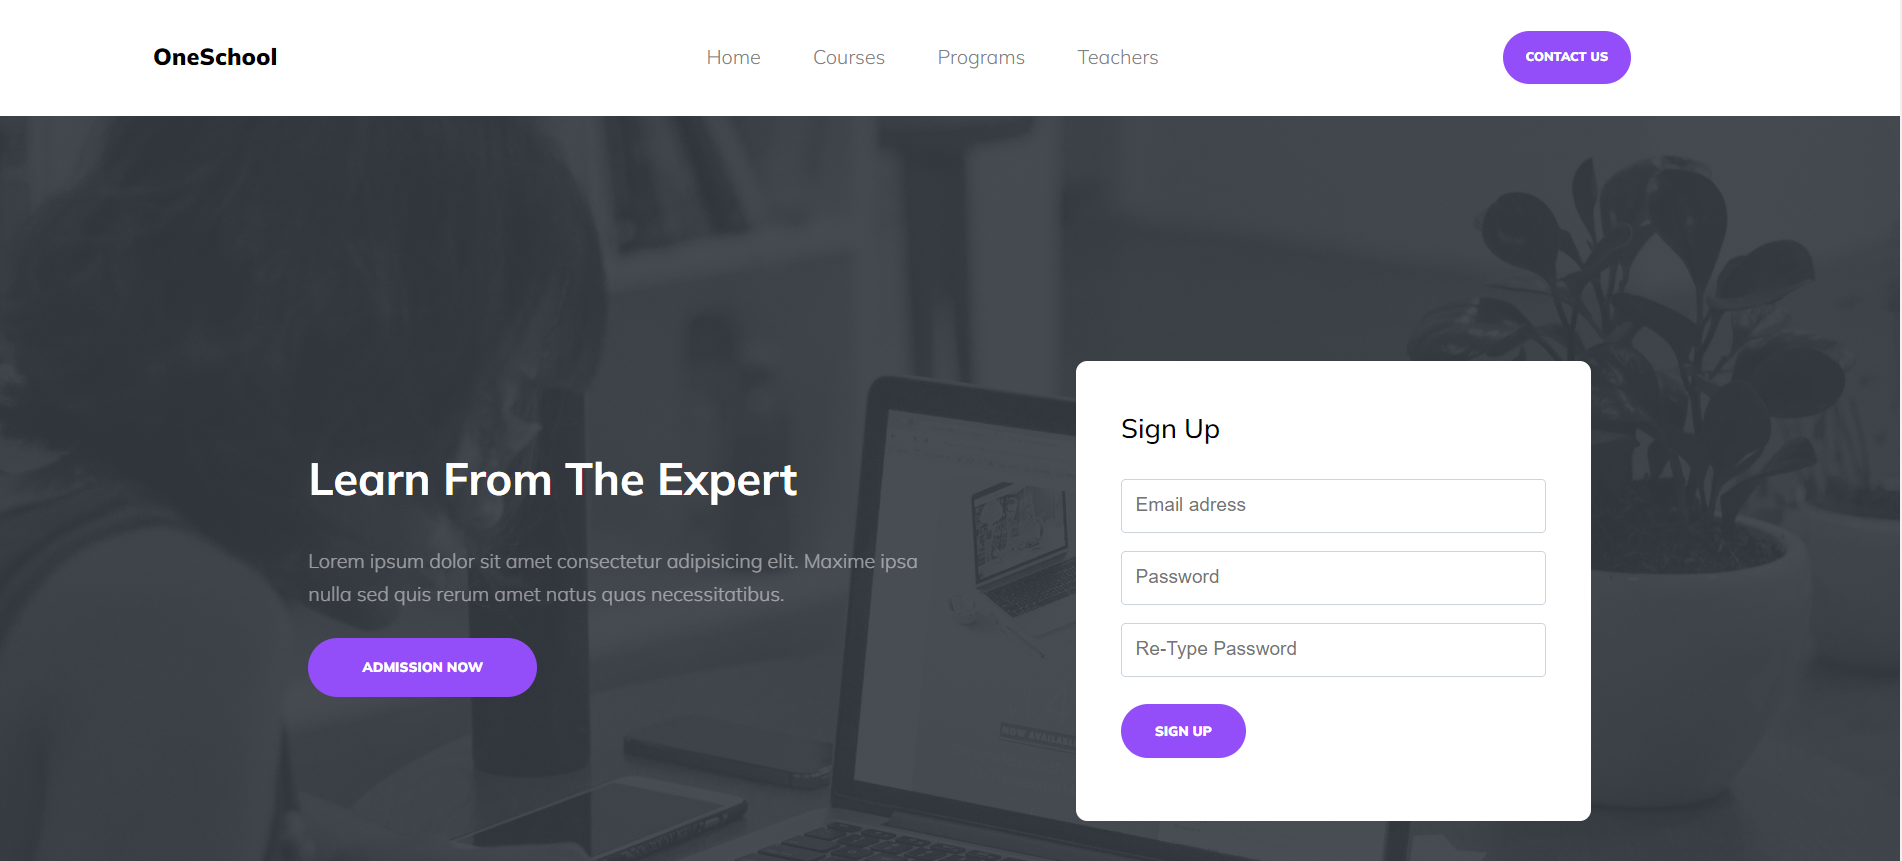 OneSchool
Home Courses Programs Teachers
CONTACT US
Learn From The Expert
Lorem ipsum dolor sit amet consectetur adipisicing elit. Maxime ipsa
nulla sed quis rerum amet natus quas necessitatibus.
ADMISSION NOW
Sign Up
Email adress
Password
Re-Type Password
SIGN UP
NOW AVAILABLE